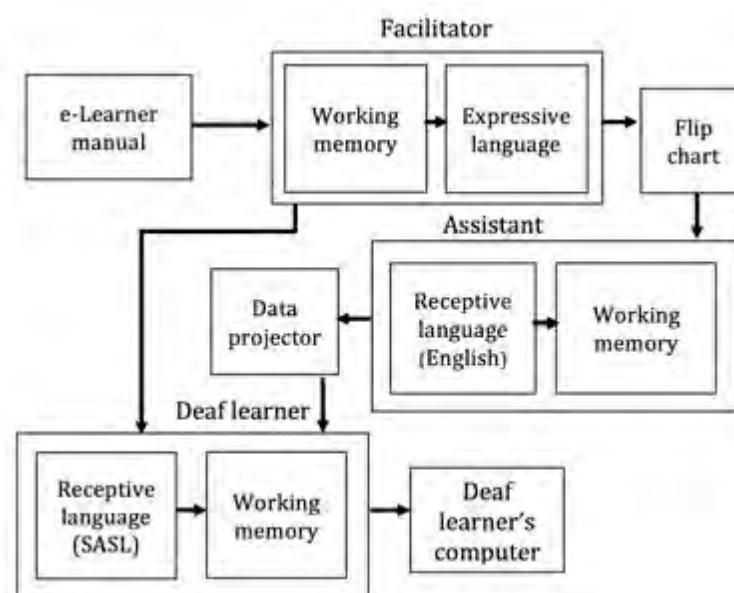 Facilitator
e-Learner
manual
Working
memory
Expressive
language
Flip
chart
Assistant
Data
projector
Receptive
language
(English)
Working
memory
Deaf learner
Receptive
language
(SASL)
Working
memory
Deaf
learner's
computer